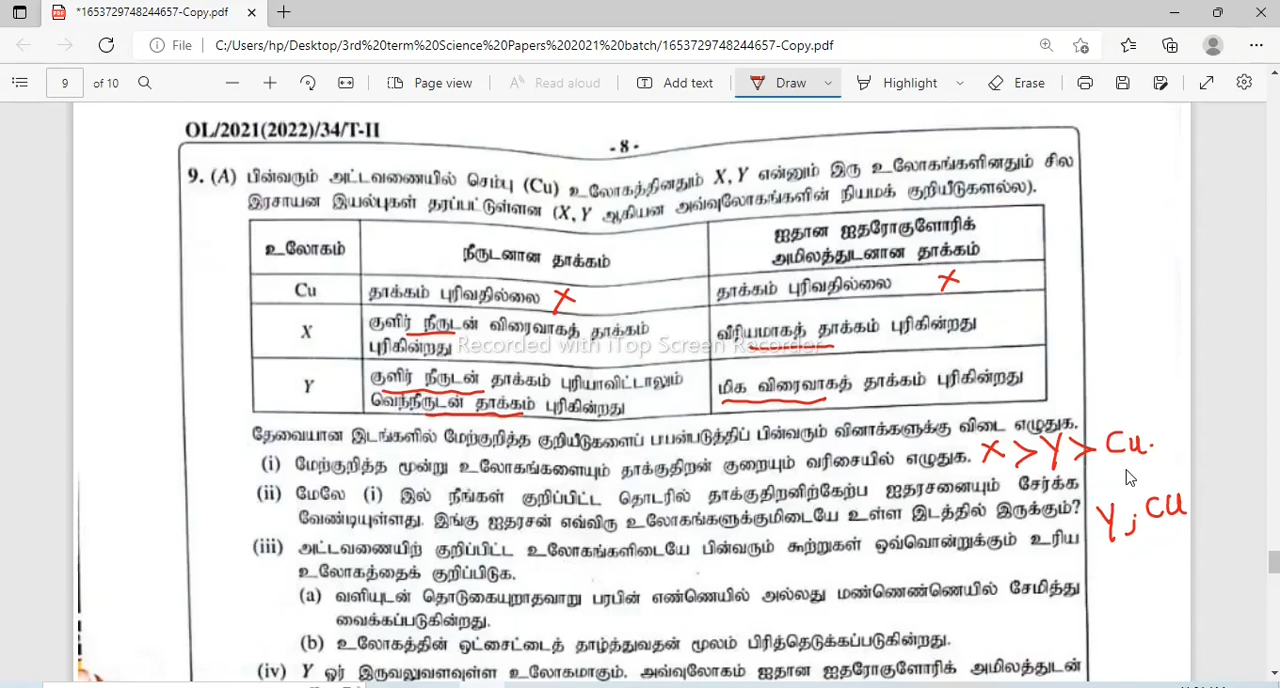 *1653729748244657-Copy.pdf
File C:/Users/hp/Desktop/3rd%20term%20Science%20Papers%202021%20batch/1653729748244657-Copy.pdf
9 of 10 Page view Read aloud Add text Draw Highlight Erase
OL/2021(2022)/34/T-II
- 8 -
9. (A) பின்வரும் அட்டவணையில் செம்பு (Cu) உலோகத்தினதும் X, Y என்னும் இரு உலோகங்களினதும் சில
இரசாயன இயல்புகள் தரப்பட்டுள்ளன (X, Y ஆகியன அவ்வுலோகங்களின் நியமக் குறியீடுகளல்ல).
உலோகம் நீருடனான தாக்கம் ஐதான ஐதரோகுளோரிக்
அமிலத்துடனான தாக்கம்
Cu தாக்கம் புரிவதில்லை X தாக்கம் புரிவதில்லை X
X குளிர் நீருடன் விரைவாகத் தாக்கம்
புரிகின்றது வீரியமாகத் தாக்கம் புரிகின்றது
Recorded with iTop Screen Recorder
Y குளிர் நீருடன் தாக்கம் புரியாவிட்டாலும்
வெந்நீருடன் தாக்கம் புரிகின்றது மிக விரைவாகத் தாக்கம் புரிகின்றது
தேவையான இடங்களில் மேற்குறித்த குறியீடுகளைப் பயன்படுத்திப் பின்வரும் வினாக்களுக்கு விடை எழுதுக.
(i) மேற்குறித்த மூன்று உலோகங்களையும் தாக்குதிறன் குறையும் வரிசையில் எழுதுக. X > Y > Cu.
(ii) மேலே (i) இல் நீங்கள் குறிப்பிட்ட தொடரில் தாக்குதிறனிற்கேற்ப ஐதரசனையும் சேர்க்க
வேண்டியுள்ளது. இங்கு ஐதரசன் எவ்விரு உலோகங்களுக்குமிடையே உள்ள இடத்தில் இருக்கும்? Y, Cu
(iii) அட்டவணையிற் குறிப்பிட்ட உலோகங்களிடையே பின்வரும் கூற்றுகள் ஒவ்வொன்றுக்கும் உரிய
உலோகத்தைக் குறிப்பிடுக.
(a) வளியுடன் தொடுகையுறாதவாறு பரபின் எண்ணெயில் அல்லது மண்ணெண்ணெயில் சேமித்து
வைக்கப்படுகின்றது.
(b) உலோகத்தின் ஒட்சைட்டைத் தாழ்த்துவதன் மூலம் பிரித்தெடுக்கப்படுகின்றது.
(iv) Y ஓர் இருவலுவளவுள்ள உலோகமாகும். அவ்வுலோகம் ஐதான ஐதரோகுளோரிக் அமிலத்துடன்